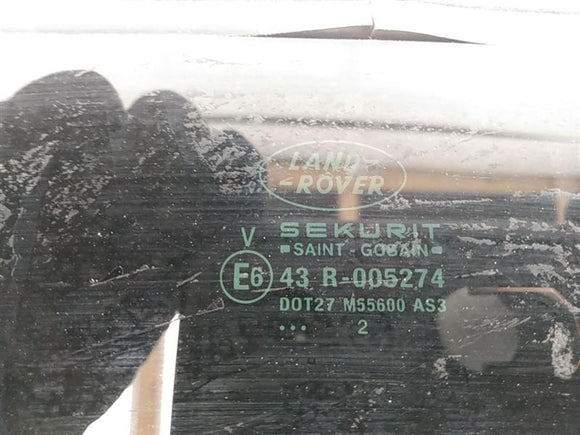 LAND-
-ROVER
V
SEKURIT
SAINT-GOBAIN
E6 43 R-005274
DOT27 M55600 AS3
... 2